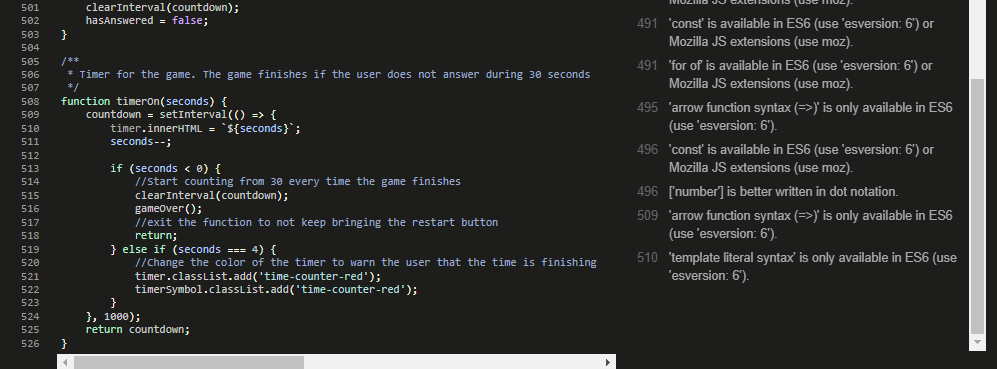 501     clearInterval(countdown);
502     hasAnswered = false;
503 }
504
505 /**
506  * Timer for the game. The game finishes if the user does not answer during 30 seconds
507  */
508 function timerOn(seconds) {
509     countdown = setInterval(() => {
510         timer.innerHTML = `${seconds}`;
511         seconds--;
512
513         if (seconds < 0) {
514             //Start counting from 30 every time the game finishes
515             clearInterval(countdown);
516             gameOver();
517             //exit the function to not keep bringing the restart button
518             return;
519         } else if (seconds === 4) {
520             //Change the color of the timer to warn the user that the time is finishing
521             timer.classList.add('time-counter-red');
522             timerSymbol.classList.add('time-counter-red');
523         }
524     }, 1000);
525     return countdown;
526 }
Mozilla JS extensions (use moz).
491 'const' is available in ES6 (use 'esversion: 6') or
Mozilla JS extensions (use moz).
491 'for of' is available in ES6 (use 'esversion: 6') or
Mozilla JS extensions (use moz).
495 'arrow function syntax (=>)' is only available in ES6
(use 'esversion: 6').
496 'const' is available in ES6 (use 'esversion: 6') or
Mozilla JS extensions (use moz).
496 ['number'] is better written in dot notation.
509 'arrow function syntax (=>)' is only available in ES6
(use 'esversion: 6').
510 'template literal syntax' is only available in ES6 (use
'esversion: 6').